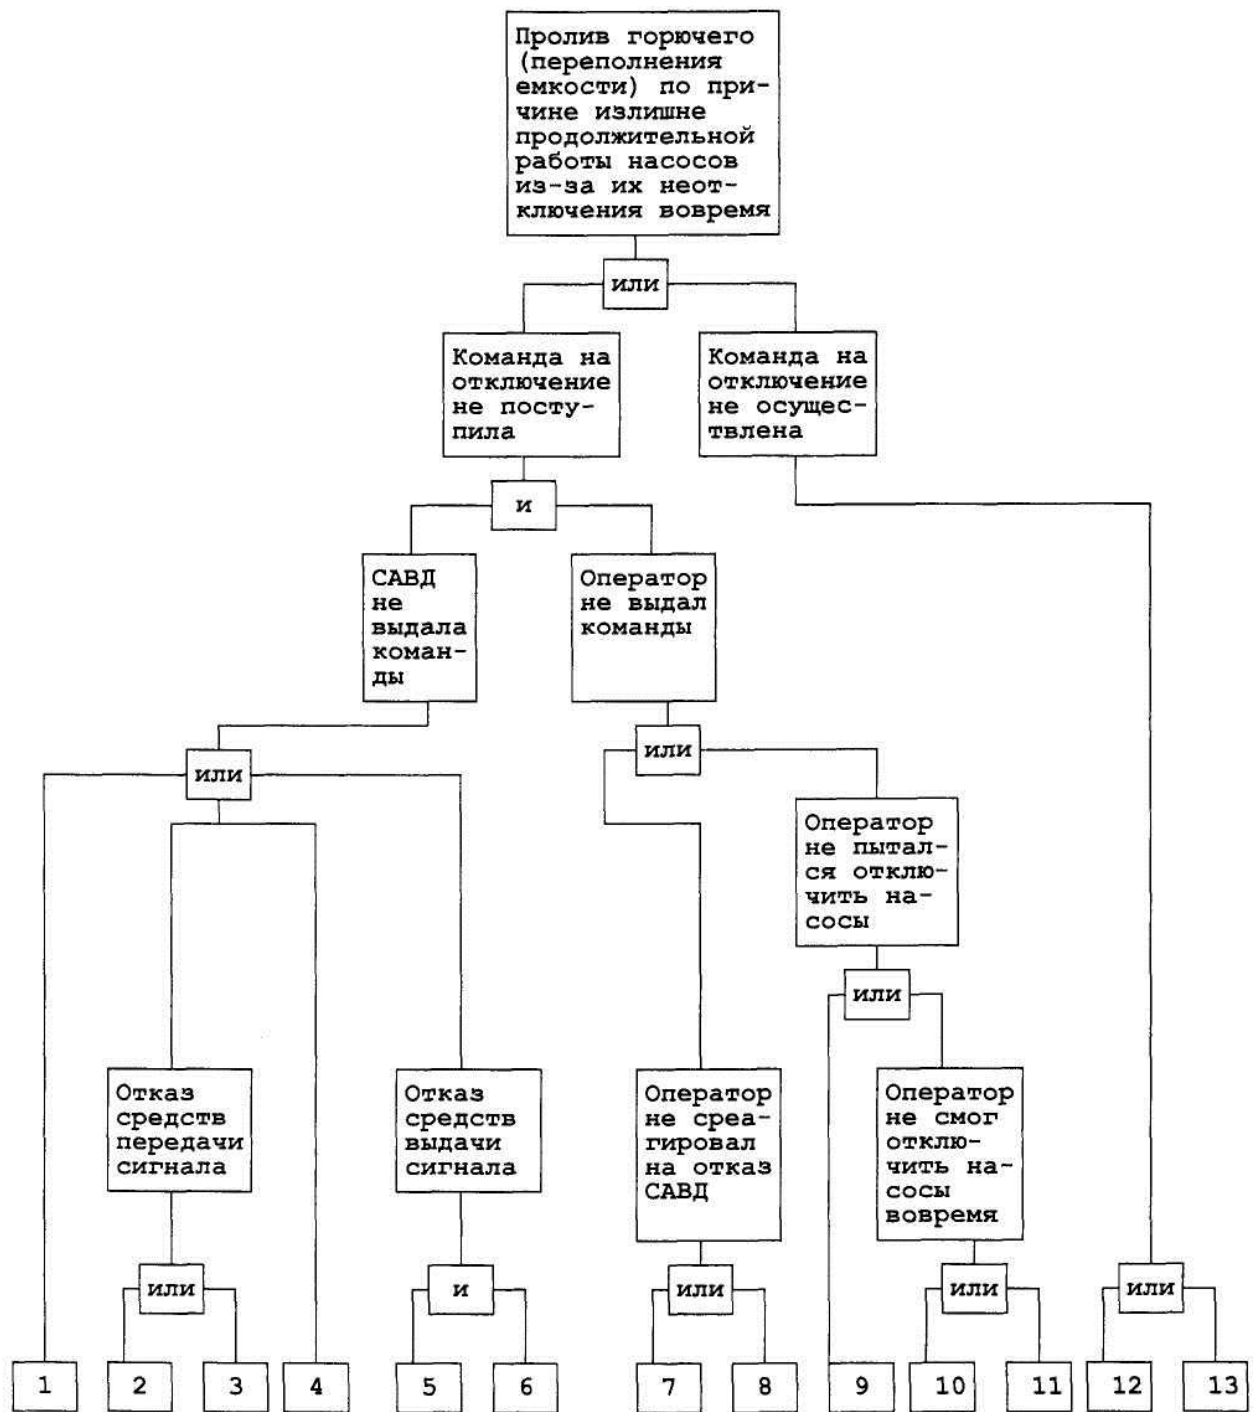 Пролив горючего
(переполнения
емкости) по при-
чине излишне
продолжительной
работы насосов
из-за их неот-
ключения вовремя
или
Команда на
отключение
не посту-
пила
Команда на
отключение
не осущес-
твлена
и
САВД
не
выдала
коман-
ды
Оператор
не выдал
команды
или
или
Оператор
не пытал-
ся отклю-
чить на-
сосы
или
Отказ
средств
передачи
сигнала
Отказ
средств
выдачи
сигнала
Оператор
не среа-
гировал
на отказ
САВД
Оператор
не смог
отклю-
чить на-
сосы
вовремя
или
и
или
или
или
1
2
3
4
5
6
7
8
9
10
11
12
13